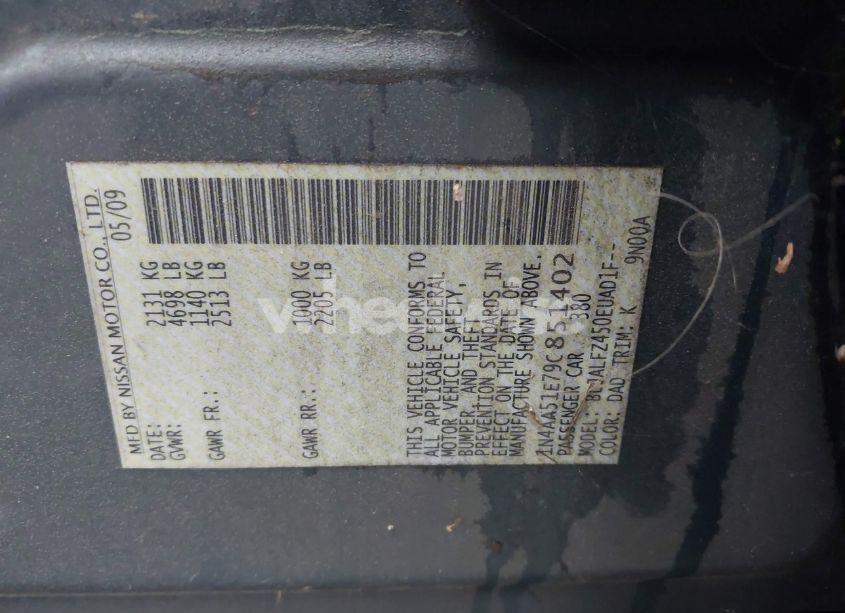 MFD BY NISSAN MOTOR CO., LTD.
DATE: 05/09
GVWR: 2131 KG
4698 LB
GAWR FR.: 1140 KG
2513 LB
GAWR RR.: 1000 KG
2205 LB
THIS VEHICLE CONFORMS TO
ALL APPLICABLE FEDERAL
MOTOR VEHICLE SAFETY,
BUMPER, AND THEFT
PREVENTION STANDARDS IN
EFFECT ON THE DATE OF
MANUFACTURE SHOWN ABOVE.
1N4AA51E79C851402
PASSENGER CAR 380
MODEL:
COLOR: DAD TRIM: K 9N00A